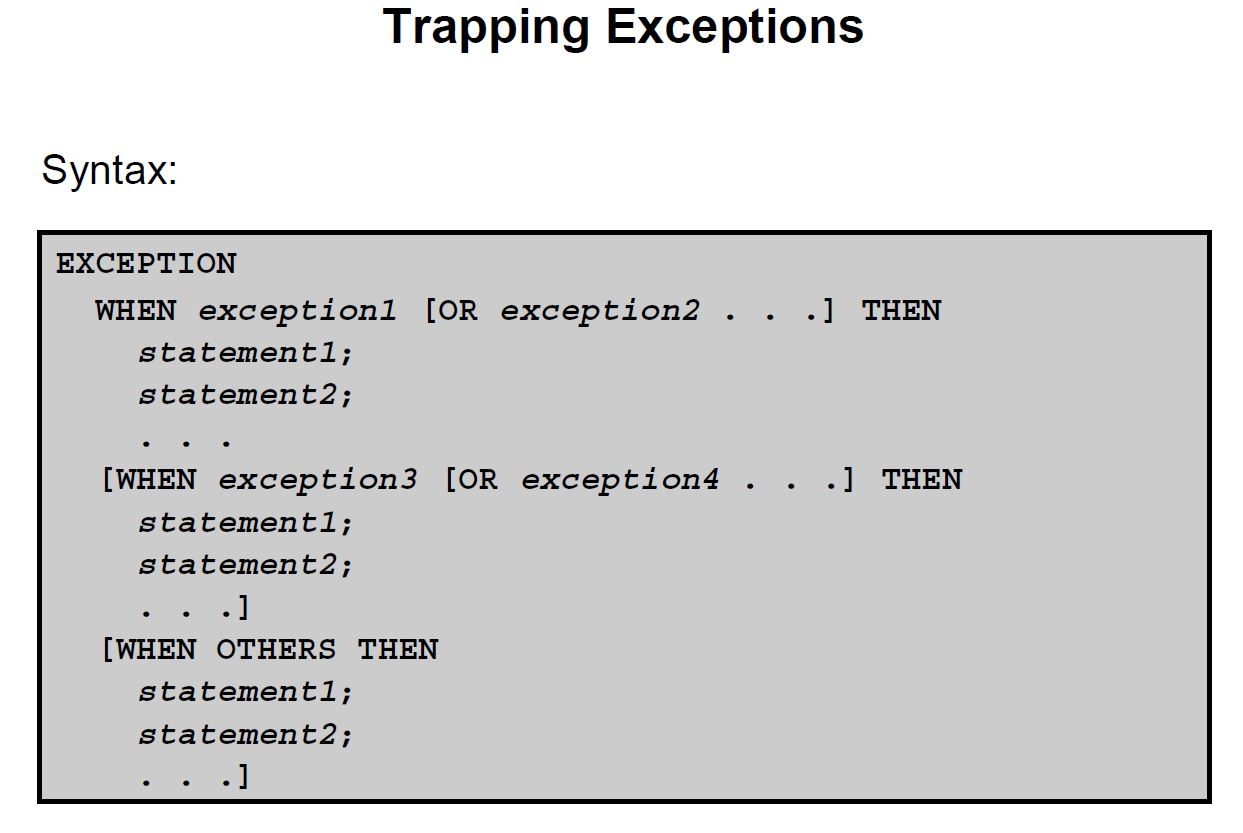 Trapping Exceptions
Syntax:
EXCEPTION
WHEN exception1 [OR exception2 . . .] THEN
statement1;
statement2;
. . .
[WHEN exception3 [OR exception4 . . .] THEN
statement1;
statement2;
. . .]
[WHEN OTHERS THEN
statement1;
statement2;
. . .]